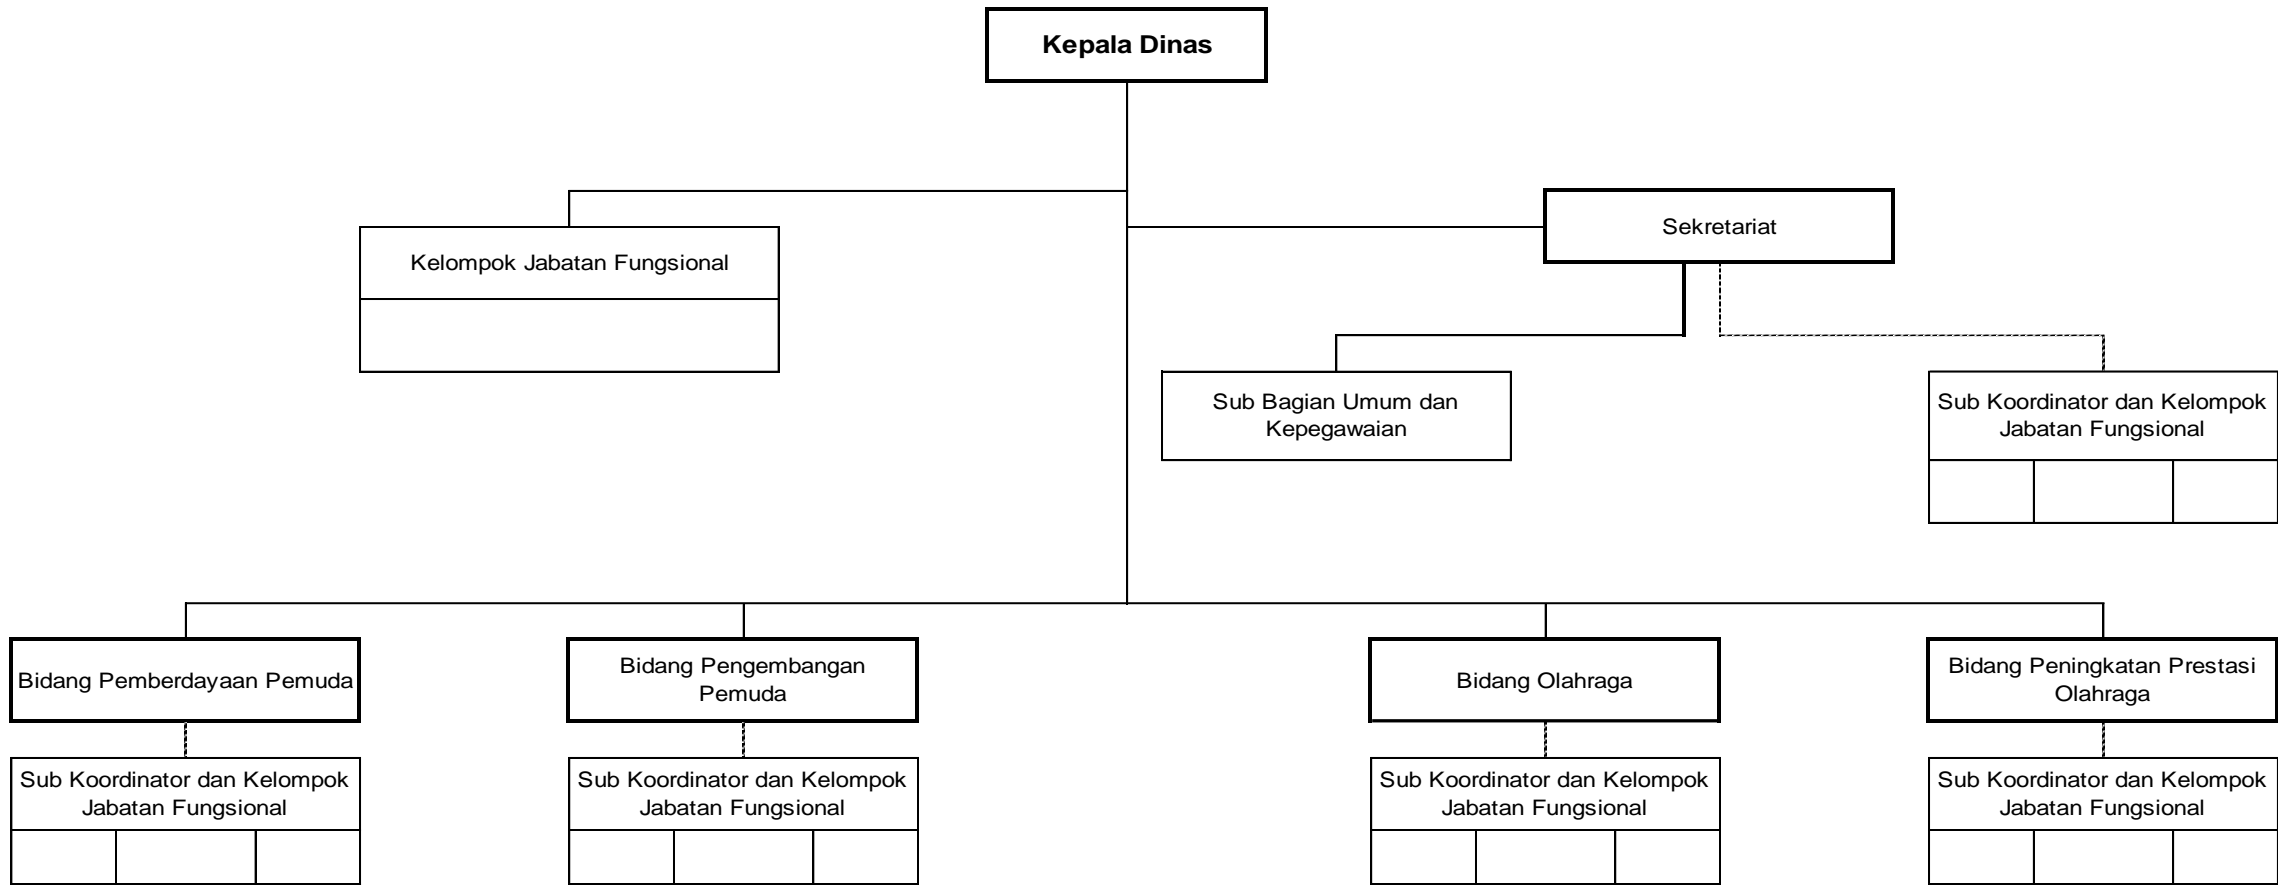 Kepala Dinas
Sekretariat
Kelompok Jabatan Fungsional
Sub Bagian Umum dan
Kepegawaian
Sub Koordinator dan Kelompok
Jabatan Fungsional
Bidang Pemberdayaan Pemuda
Bidang Pengembangan
Pemuda
Bidang Olahraga
Bidang Peningkatan Prestasi
Olahraga
Sub Koordinator dan Kelompok
Jabatan Fungsional
Sub Koordinator dan Kelompok
Jabatan Fungsional
Sub Koordinator dan Kelompok
Jabatan Fungsional
Sub Koordinator dan Kelompok
Jabatan Fungsional